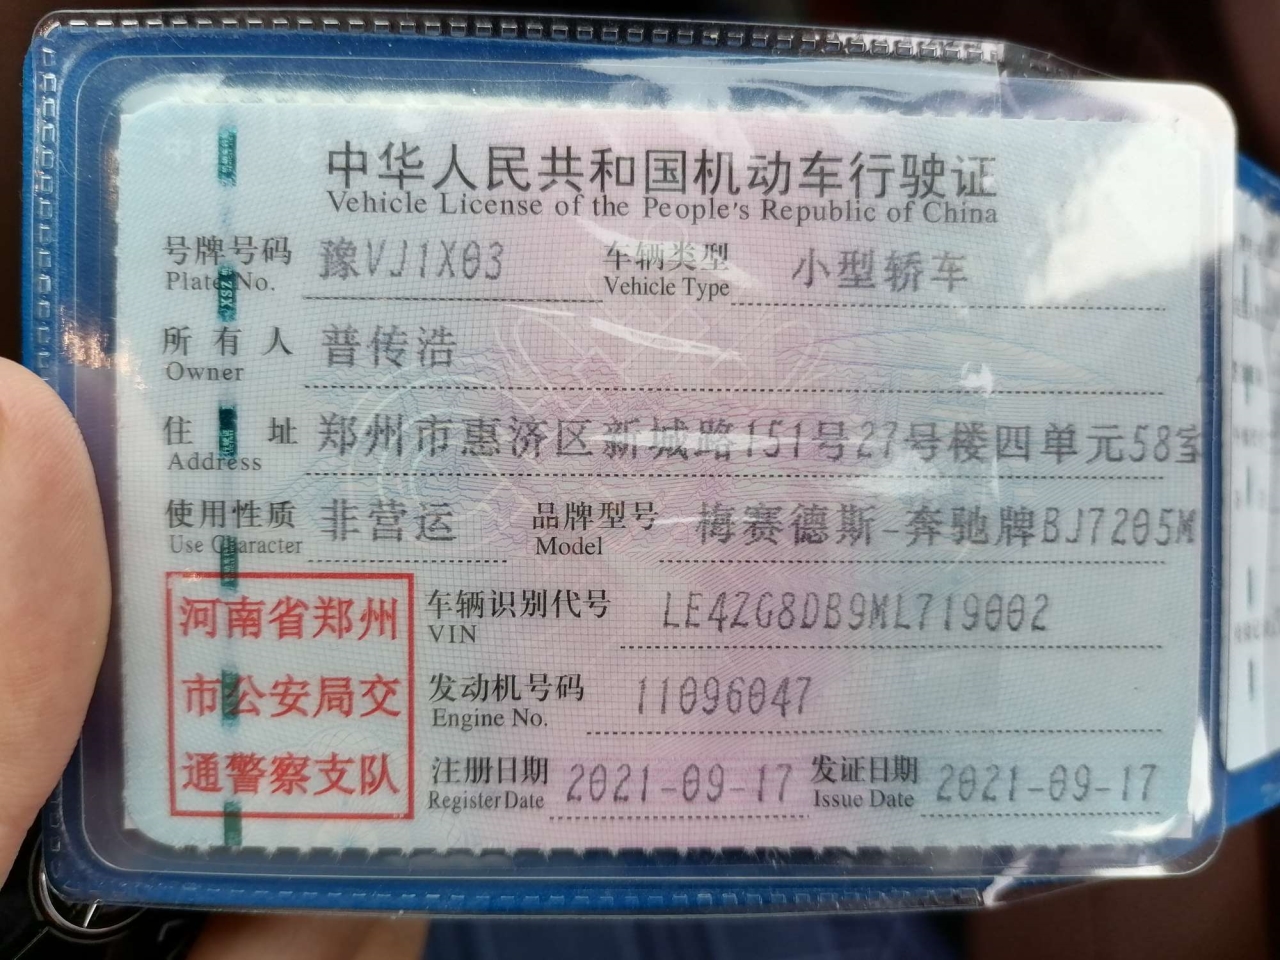 中华人民共和国机动车行驶证
Vehicle License of the People's Republic of China
号牌号码 豫VJ1X03 车辆类型 小型轿车
Plate No. Vehicle Type
所有人 普传浩
Owner
住址 郑州市惠济区新城路151号27号楼四单元58室
Address
使用性质 非营运 品牌型号 梅赛德斯-奔驰牌BJ7205M
Use Character Model
河南省郑州 车辆识别代号 LE4ZG8DB9ML719002
VIN
市公安局交 发动机号码 11096047
Engine No.
通警察支队 注册日期 2021-09-17 发证日期 2021-09-17
Register Date Issue Date